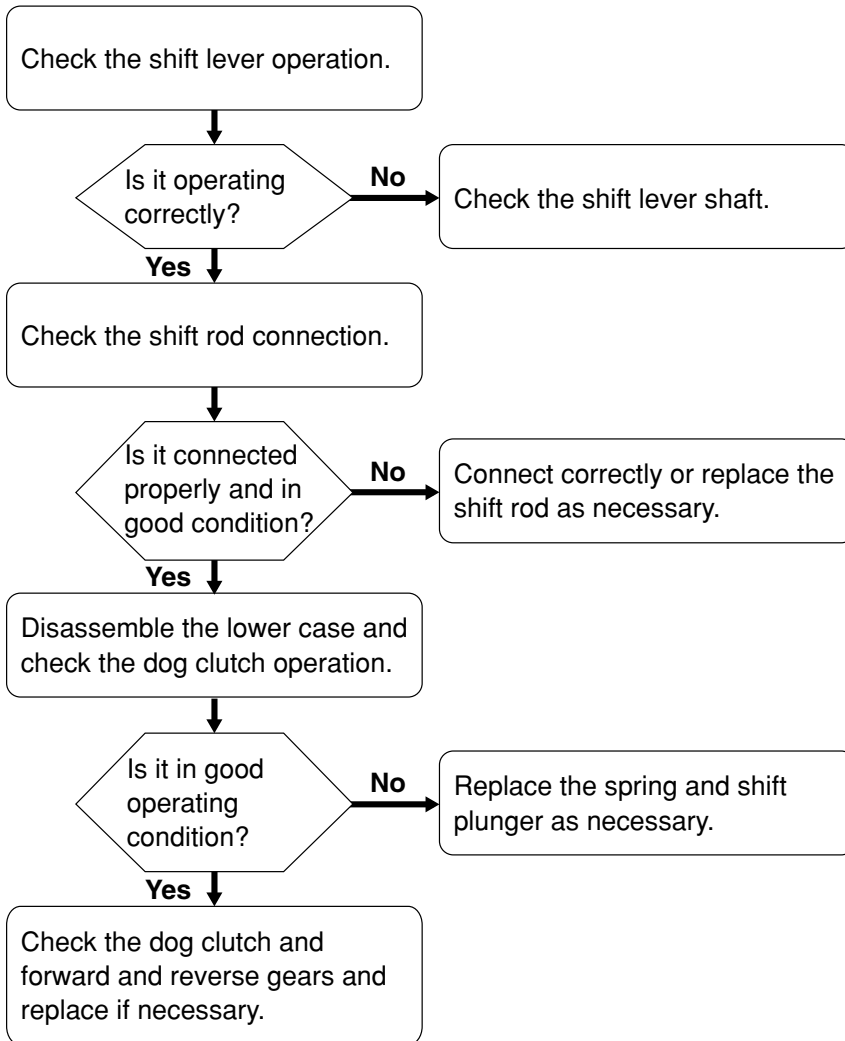 Check the shift lever operation.
Is it operating
correctly?
No
Check the shift lever shaft.
Yes
Check the shift rod connection.
Is it connected
properly and in
good condition?
No
Connect correctly or replace the
shift rod as necessary.
Yes
Disassemble the lower case and
check the dog clutch operation.
Is it in good
operating
condition?
No
Replace the spring and shift
plunger as necessary.
Yes
Check the dog clutch and
forward and reverse gears and
replace if necessary.